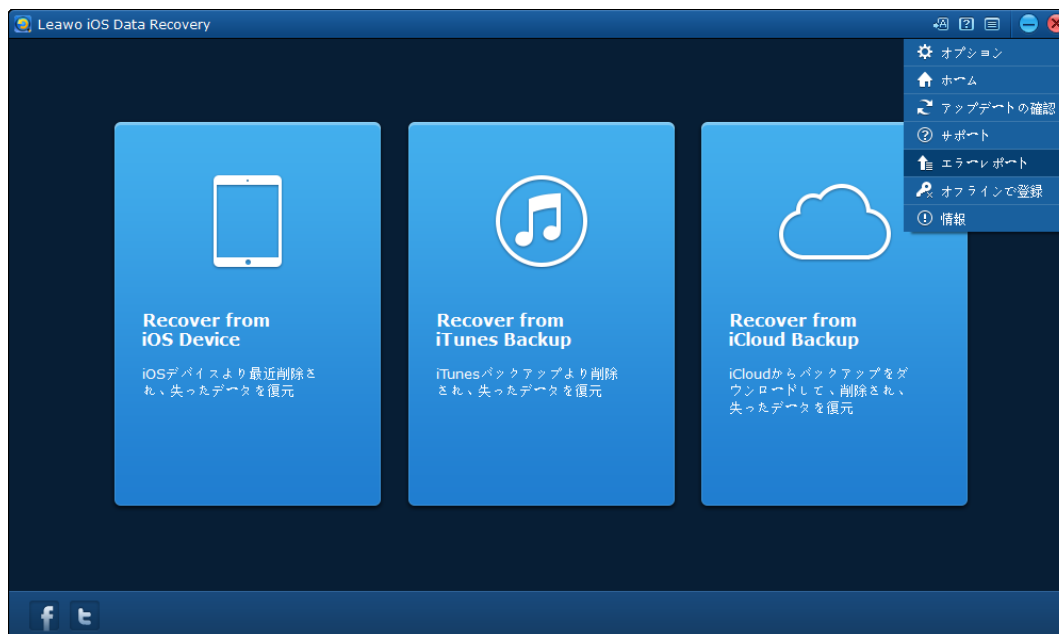 Leawo iOS Data Recovery
オプション
ホーム
アップデートの確認
サポート
エラーレポート
オフラインで登録
情報
Recover from
iOS Device
iOSデバイスより最近削除さ
れ、失ったデータを復元
Recover from
iTunes Backup
iTunesバックアップより削除
され、失ったデータを復元
Recover from
iCloud Backup
iCloudからバックアップをダ
ウンロードして、削除され、
失ったデータを復元